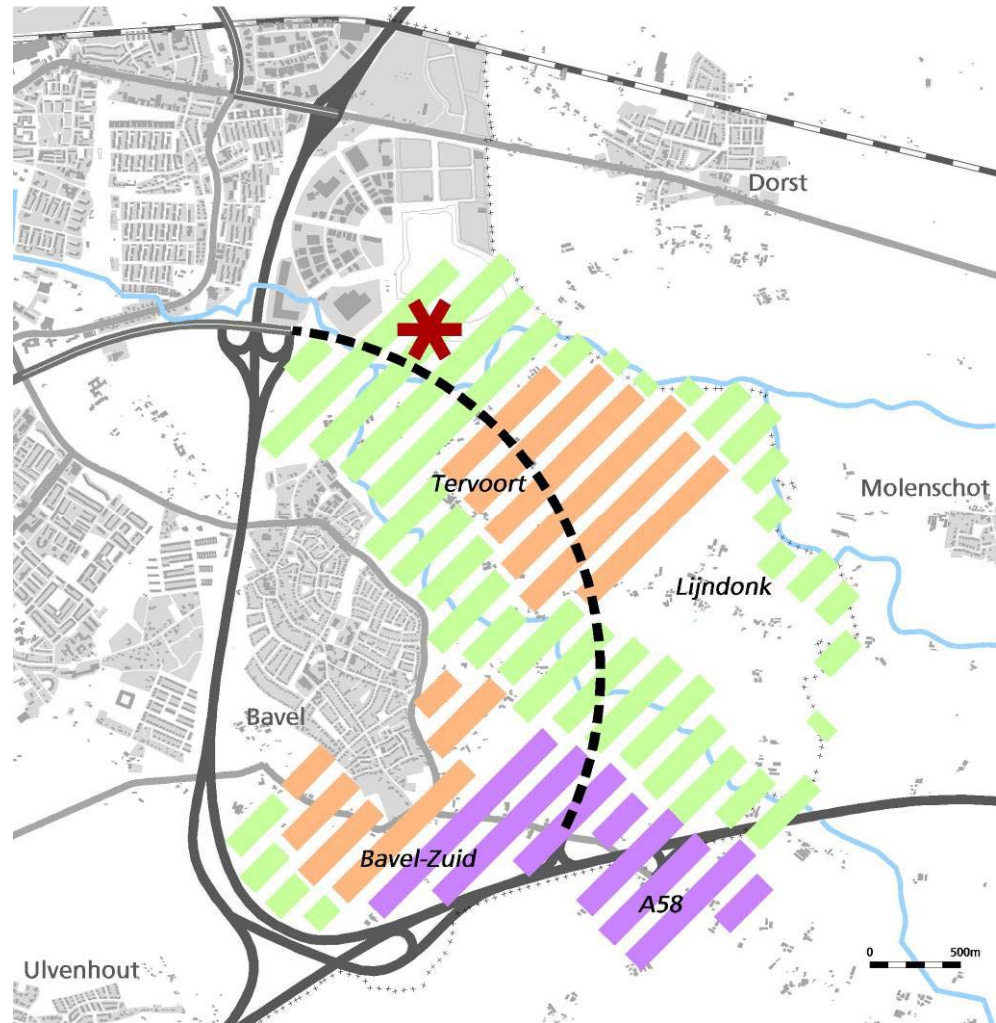 Dorst
Tervoort
Molenschot
Lijndonk
Bavel
Bavel-Zuid
A58
Ulvenhout
0 500m